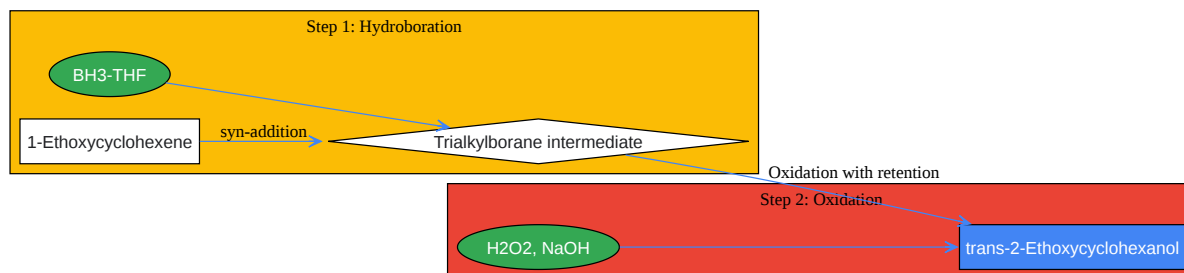 Step 1: Hydroboration
BH3-THF
1-Ethoxycyclohexene
syn-addition
Trialkylborane intermediate
Oxidation with retention
Step 2: Oxidation
H2O2, NaOH
trans-2-Ethoxycyclohexanol